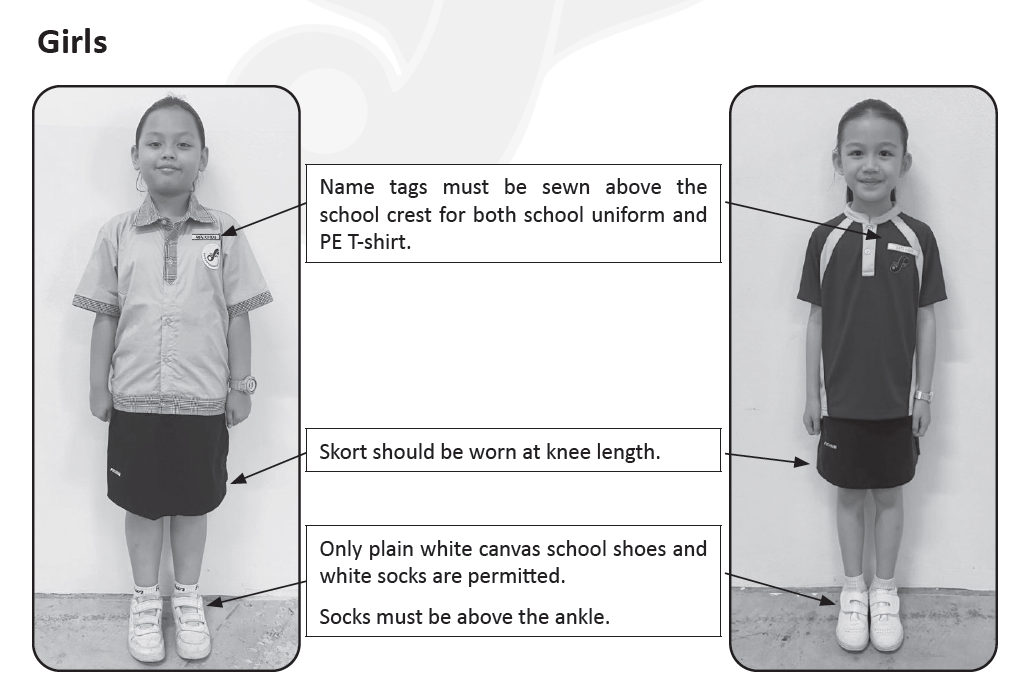 Girls
Name tags must be sewn above the
school crest for both school uniform and
PE T-shirt.
Skort should be worn at knee length.
Only plain white canvas school shoes and
white socks are permitted.
Socks must be above the ankle.